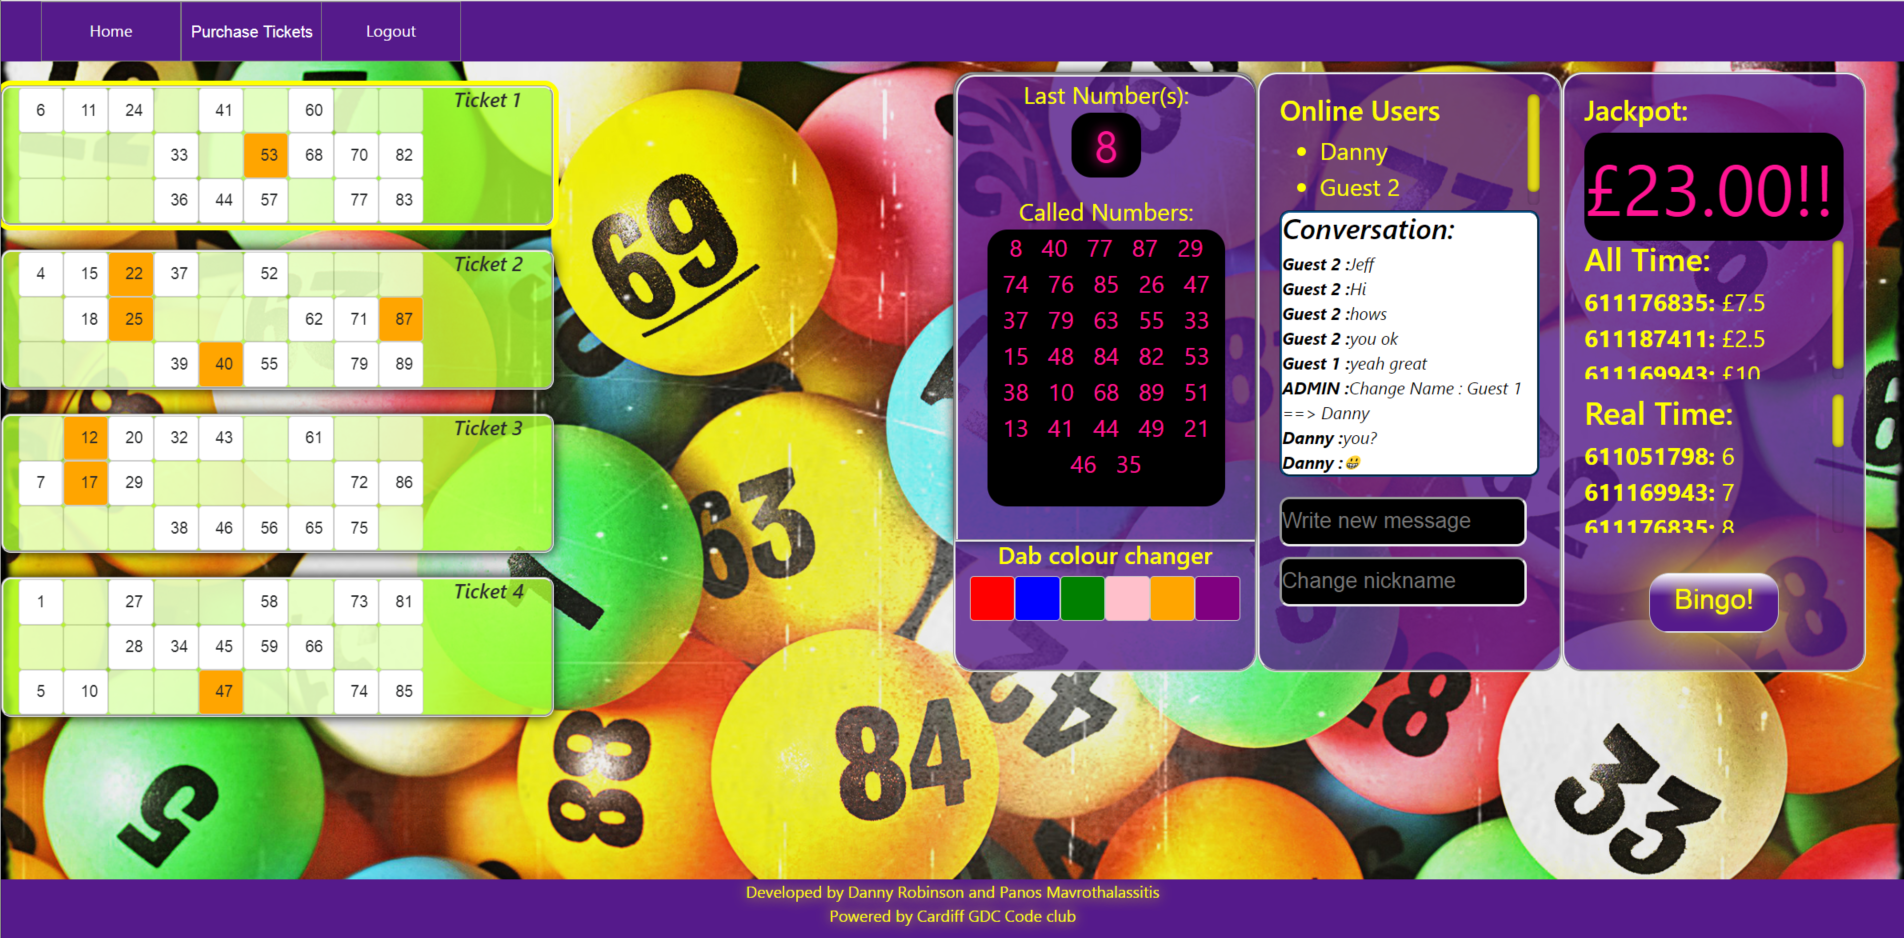 Home Purchase Tickets Logout
Ticket 1
6 11 24 41 60
33 53 68 70 82
36 44 57 77 83
Ticket 2
4 15 22 37 52
18 25 62 71 87
39 40 55 79 89
Ticket 3
12 20 32 43 61
7 17 29 72 86
38 46 56 65 75
Ticket 4
1 27 58 73 81
28 34 45 59 66
5 10 47 74 85
Last Number(s):
8
Called Numbers:
8 40 77 87 29
74 76 85 26 47
37 79 63 55 33
15 48 84 82 53
38 10 68 89 51
13 41 44 49 21
46 35
Dab colour changer
Online Users
Danny
Guest 2
Conversation:
Guest 2 :Jeff
Guest 2 :Hi
Guest 2 :hows
Guest 2 :you ok
Guest 1 :yeah great
ADMIN :Change Name : Guest 1
==> Danny
Danny :you?
Danny :😀
Write new message
Change nickname
Jackpot:
£23.00!!
All Time:
611176835: £7.5
611187411: £2.5
611169943: £10
Real Time:
611051798: 6
611169943: 7
611176835: 8
Bingo!
69
63
1
84
88
5
33
Developed by Danny Robinson and Panos Mavrothalassitis
Powered by Cardiff GDC Code club